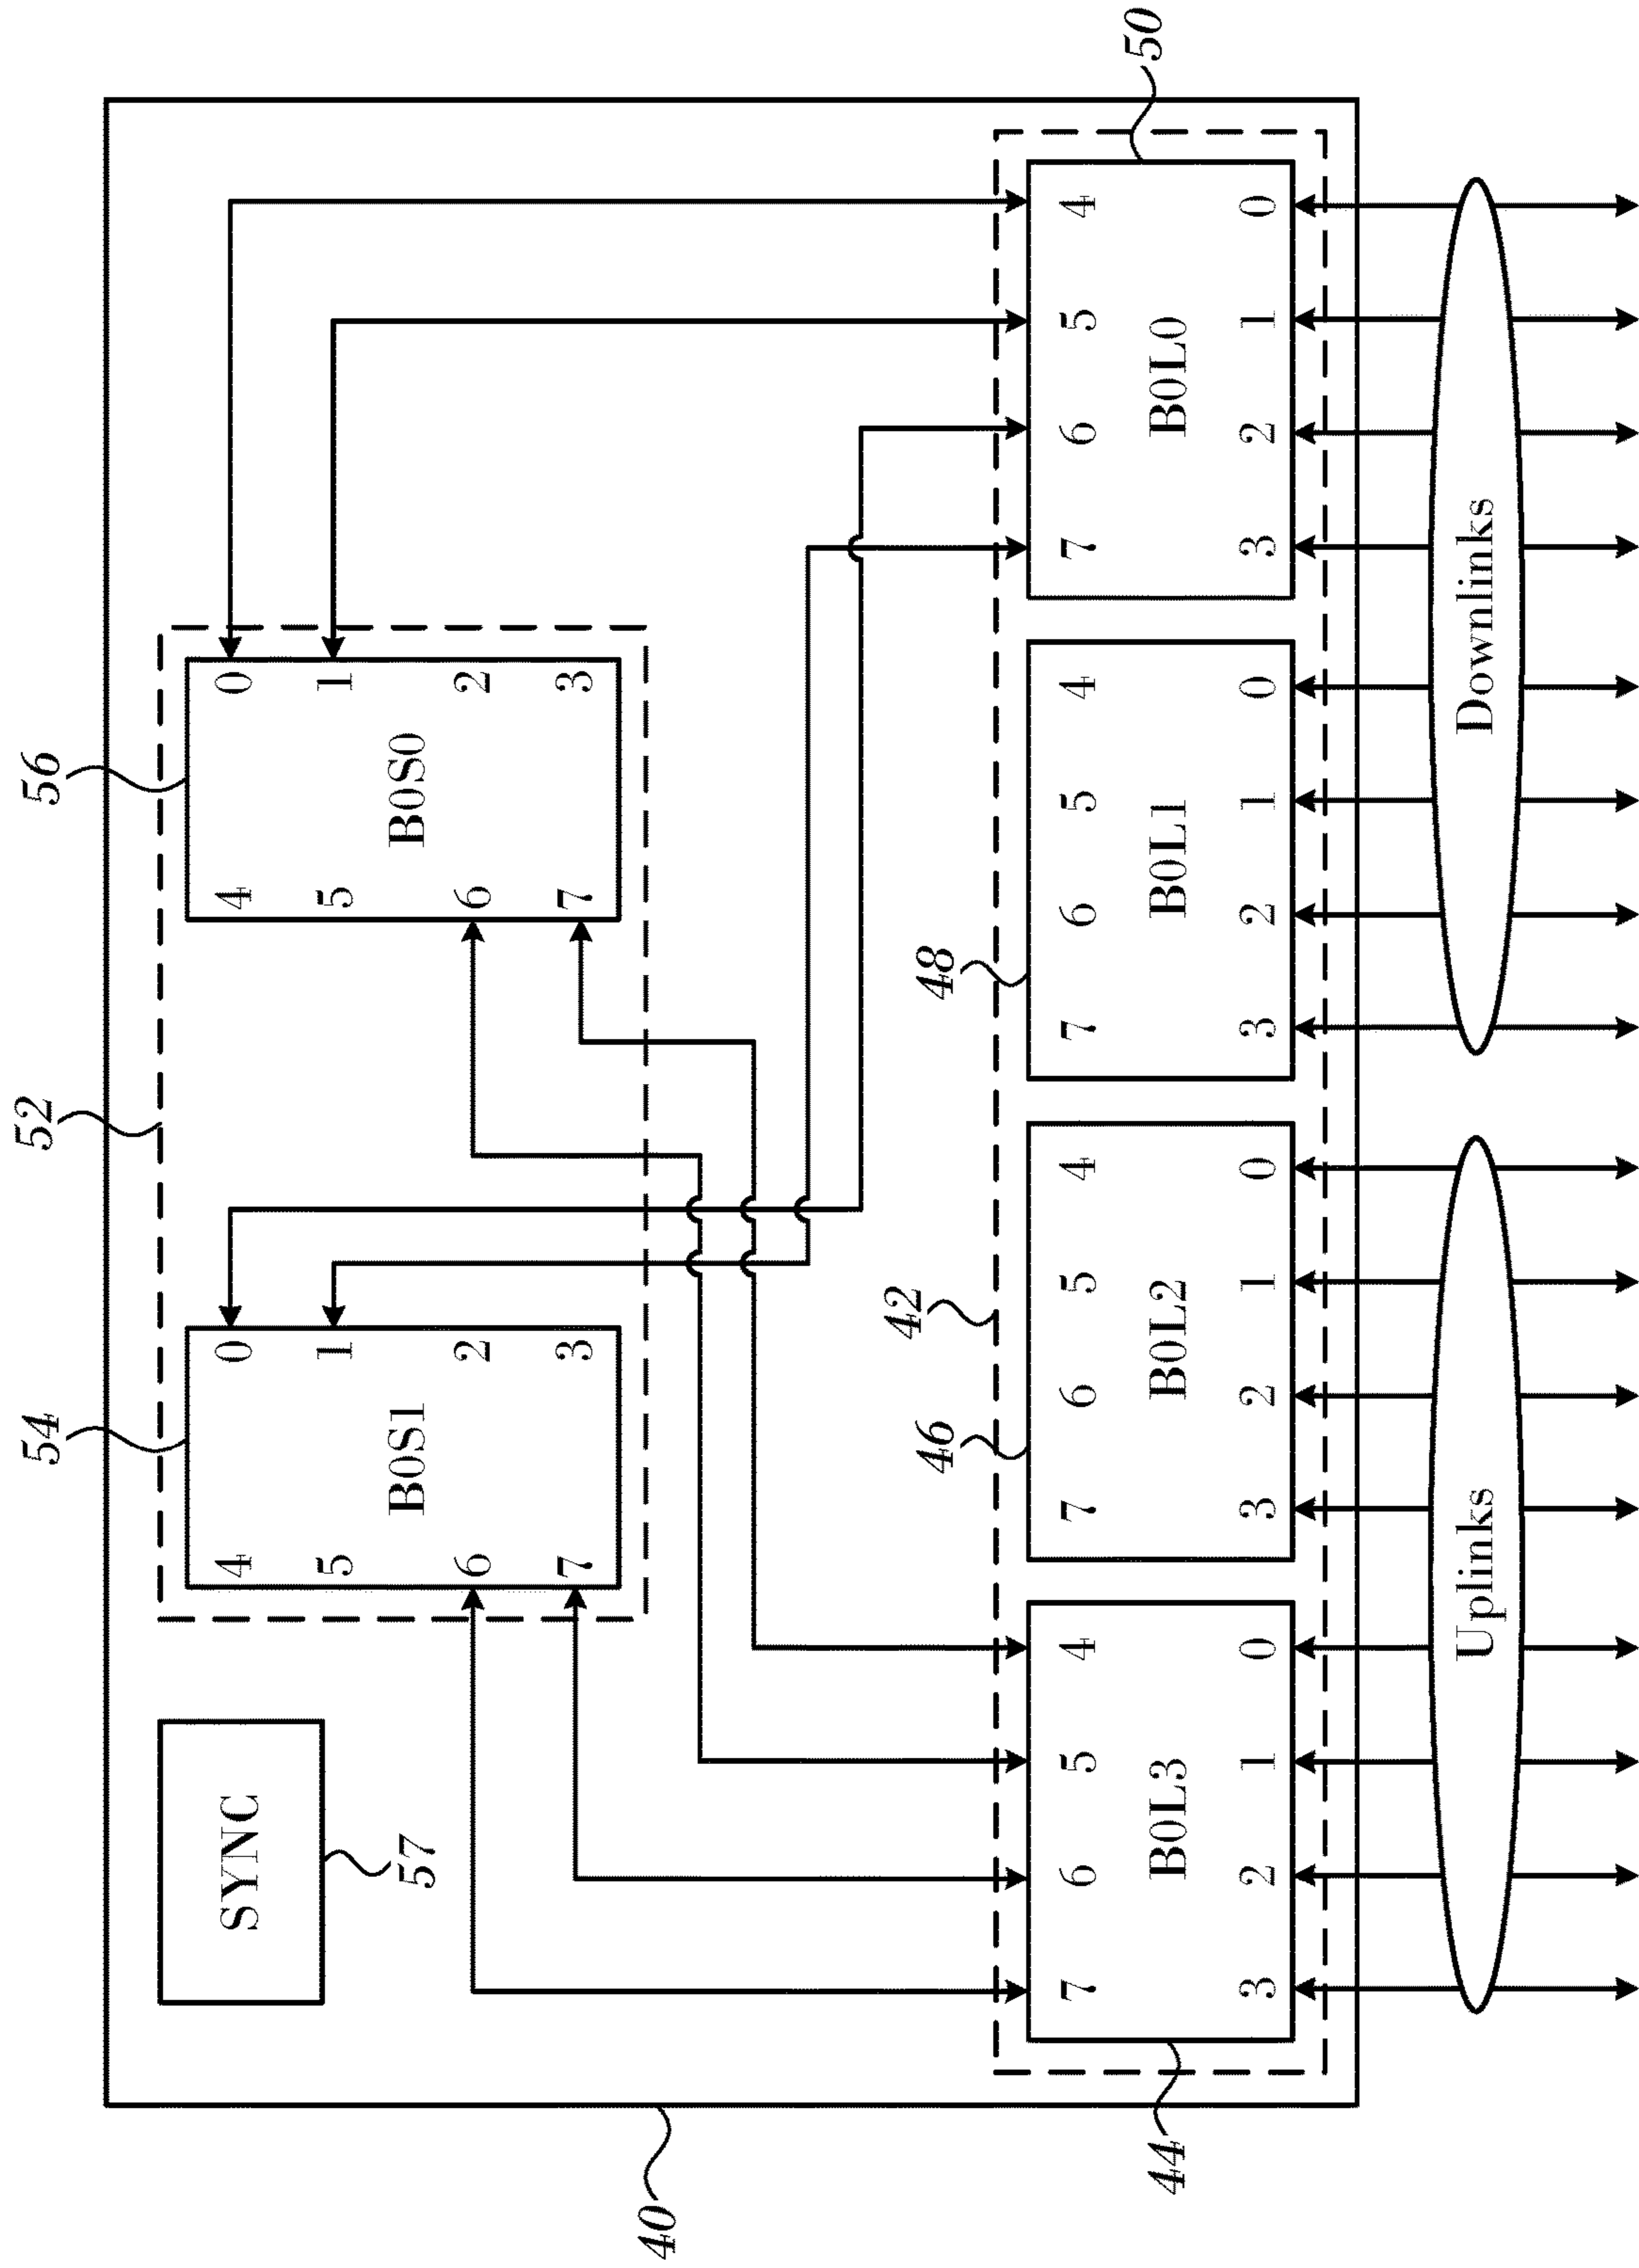 54 52 56
SYNC 4 0 4 0
5 1 5 1
57 B0S1 B0S0
6 2 6 2
7 3 7 3
40
42
46 48
7 6 5 4 7 6 5 4 7 6 5 4 7 6 5 4
44 B0L3 B0L2 B0L1 B0L0 50
3 2 1 0 3 2 1 0 3 2 1 0 3 2 1 0
Uplinks Downlinks